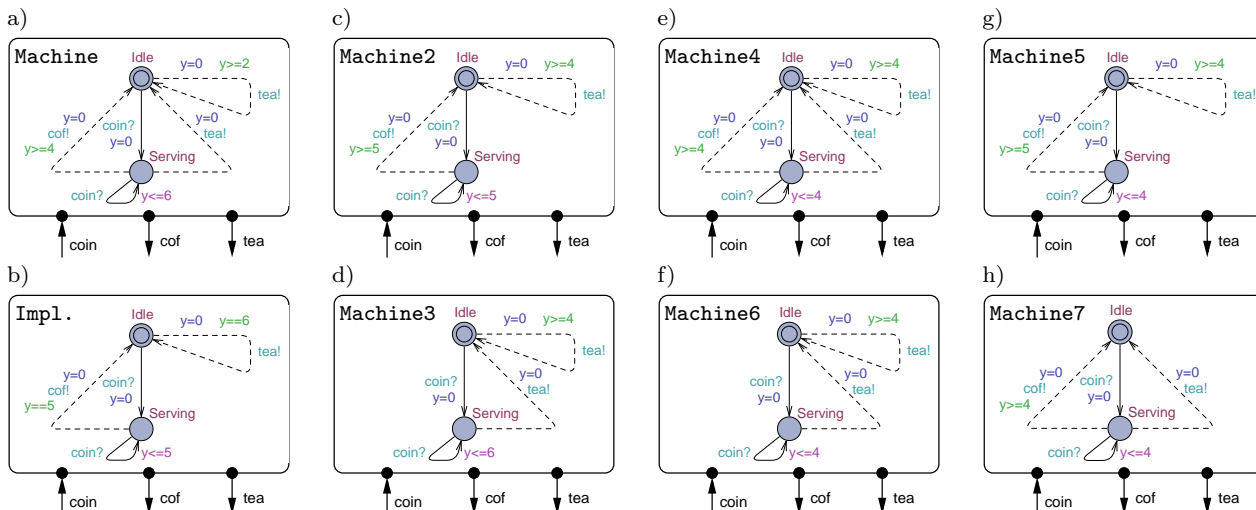 a)
Machine
Idle
y=0 y>=2
tea!
y=0
cof!
y>=4
coin?
y=0
y=0
tea!
Serving
coin?
y<=6
coin
cof
tea
c)
Machine2
Idle
y=0 y>=4
tea!
y=0
cof!
y>=5
coin?
y=0
Serving
coin?
y<=5
coin
cof
tea
e)
Machine4
Idle
y=0 y>=4
tea!
y=0
cof!
y>=4
coin?
y=0
y=0
tea!
Serving
coin?
y<=4
coin
cof
tea
g)
Machine5
Idle
y=0 y>=4
tea!
y=0
cof!
y>=5
coin?
y=0
Serving
coin?
y<=4
coin
cof
tea
b)
Impl.
Idle
y=0 y==6
tea!
y=0
cof!
y==5
coin?
y=0
Serving
coin?
y<=5
coin
cof
tea
d)
Machine3
Idle
y=0 y>=4
tea!
coin?
y=0
y=0
tea!
Serving
coin?
y<=6
coin
cof
tea
f)
Machine6
Idle
y=0 y>=4
tea!
coin?
y=0
y=0
tea!
Serving
coin?
y<=4
coin
cof
tea
h)
Machine7
Idle
y=0
cof!
y>=4
coin?
y=0
y=0
tea!
Serving
coin?
y<=4
coin
cof
tea